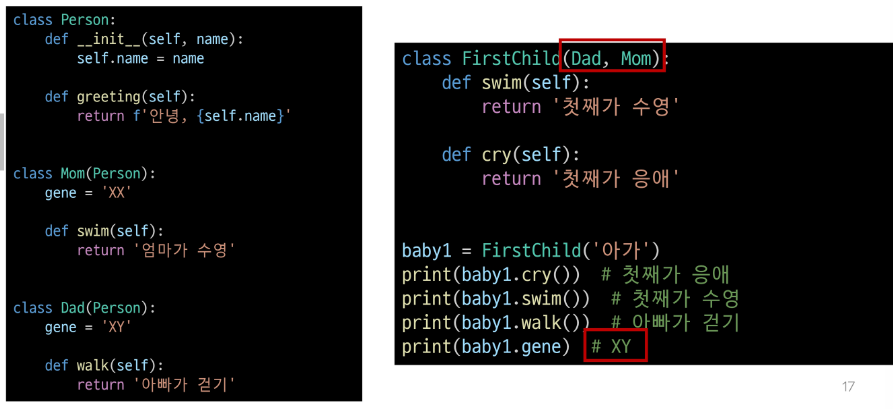 class Person:
    def __init__(self, name):
        self.name = name

    def greeting(self):
        return f'안녕, {self.name}'

class Mom(Person):
    gene = 'XX'

    def swim(self):
        return '엄마가 수영'

class Dad(Person):
    gene = 'XY'

    def walk(self):
        return '아빠가 걷기'

class FirstChild(Dad, Mom):
    def swim(self):
        return '첫째가 수영'

    def cry(self):
        return '첫째가 응애'

baby1 = FirstChild('아가')
print(baby1.cry())  # 첫째가 응애
print(baby1.swim())  # 첫째가 수영
print(baby1.walk())  # 아빠가 걷기
print(baby1.gene)  # XY
17